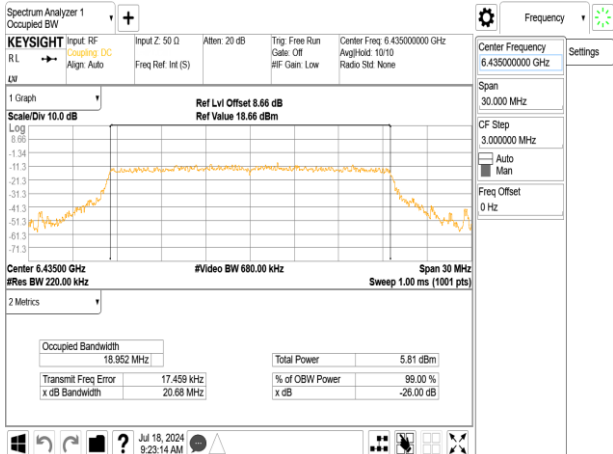 Spectrum Analyzer 1
Occupied BW
+
Frequency
KEYSIGHT
RL
LXI
Input: RF
Coupling: DC
Align: Auto
Input Z: 50 Ω
Freq Ref: Int (S)
Atten: 20 dB
Trig: Free Run
Gate: Off
#IF Gain: Low
Center Freq: 6.435000000 GHz
Avg|Hold: 10/10
Radio Std: None
Center Frequency
6.435000000 GHz
Settings
Span
30.000 MHz
CF Step
3.000000 MHz
Auto
Man
Freq Offset
0 Hz
1 Graph
Scale/Div 10.0 dB
Ref Lvl Offset 8.66 dB
Ref Value 18.66 dBm
Log
8.66
-1.34
-11.3
-21.3
-31.3
-41.3
-51.3
-61.3
-71.3
Center 6.43500 GHz
#Video BW 680.00 kHz
Span 30 MHz
#Res BW 220.00 kHz
Sweep 1.00 ms (1001 pts)
2 Metrics
Occupied Bandwidth
18.952 MHz
Total Power 5.81 dBm
Transmit Freq Error 17.459 kHz
% of OBW Power 99.00 %
x dB Bandwidth 20.68 MHz
x dB -26.00 dB
?
Jul 18, 2024
9:23:14 AM